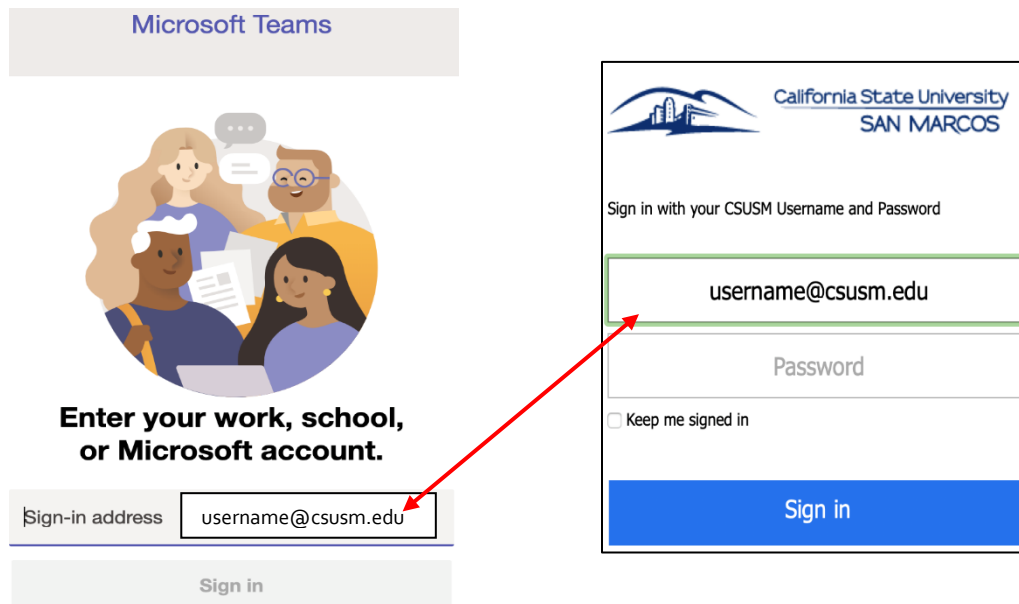 Microsoft Teams
Enter your work, school,
or Microsoft account.
Sign-in address username@csusm.edu
Sign in
California State University
SAN MARCOS
Sign in with your CSUSM Username and Password
username@csusm.edu
Password
Keep me signed in
Sign in